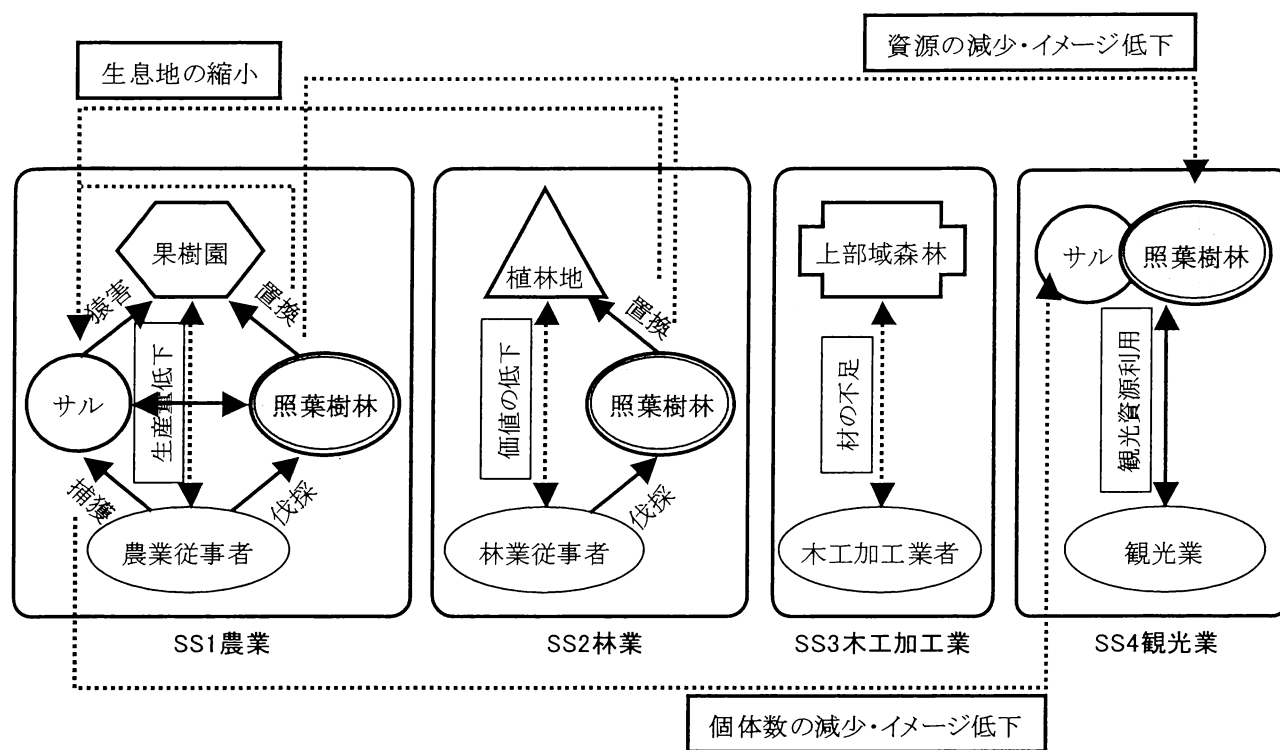 生息地の縮小
資源の減少・イメージ低下
果樹園
猿害
置換
サル
生産量低下
照葉樹林
捕獲
伐採
農業従事者
SS1農業
植林地
置換
価値の低下
照葉樹林
伐採
林業従事者
SS2林業
上部域森林
材の不足
木工加工業者
SS3木工加工業
サル
照葉樹林
観光資源利用
観光業
SS4観光業
個体数の減少・イメージ低下